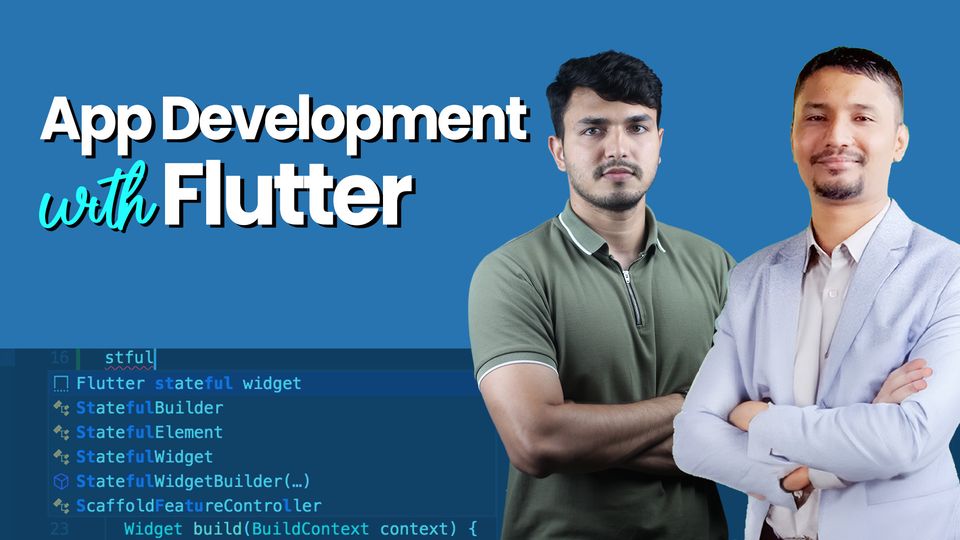 App Development
with Flutter
16 stful
Flutter stateful widget
StatefulBuilder
StatefulElement
StatefulWidget
StatefulWidgetBuilder(…)
ScaffoldFeatureController
23 Widget build(BuildContext context) {